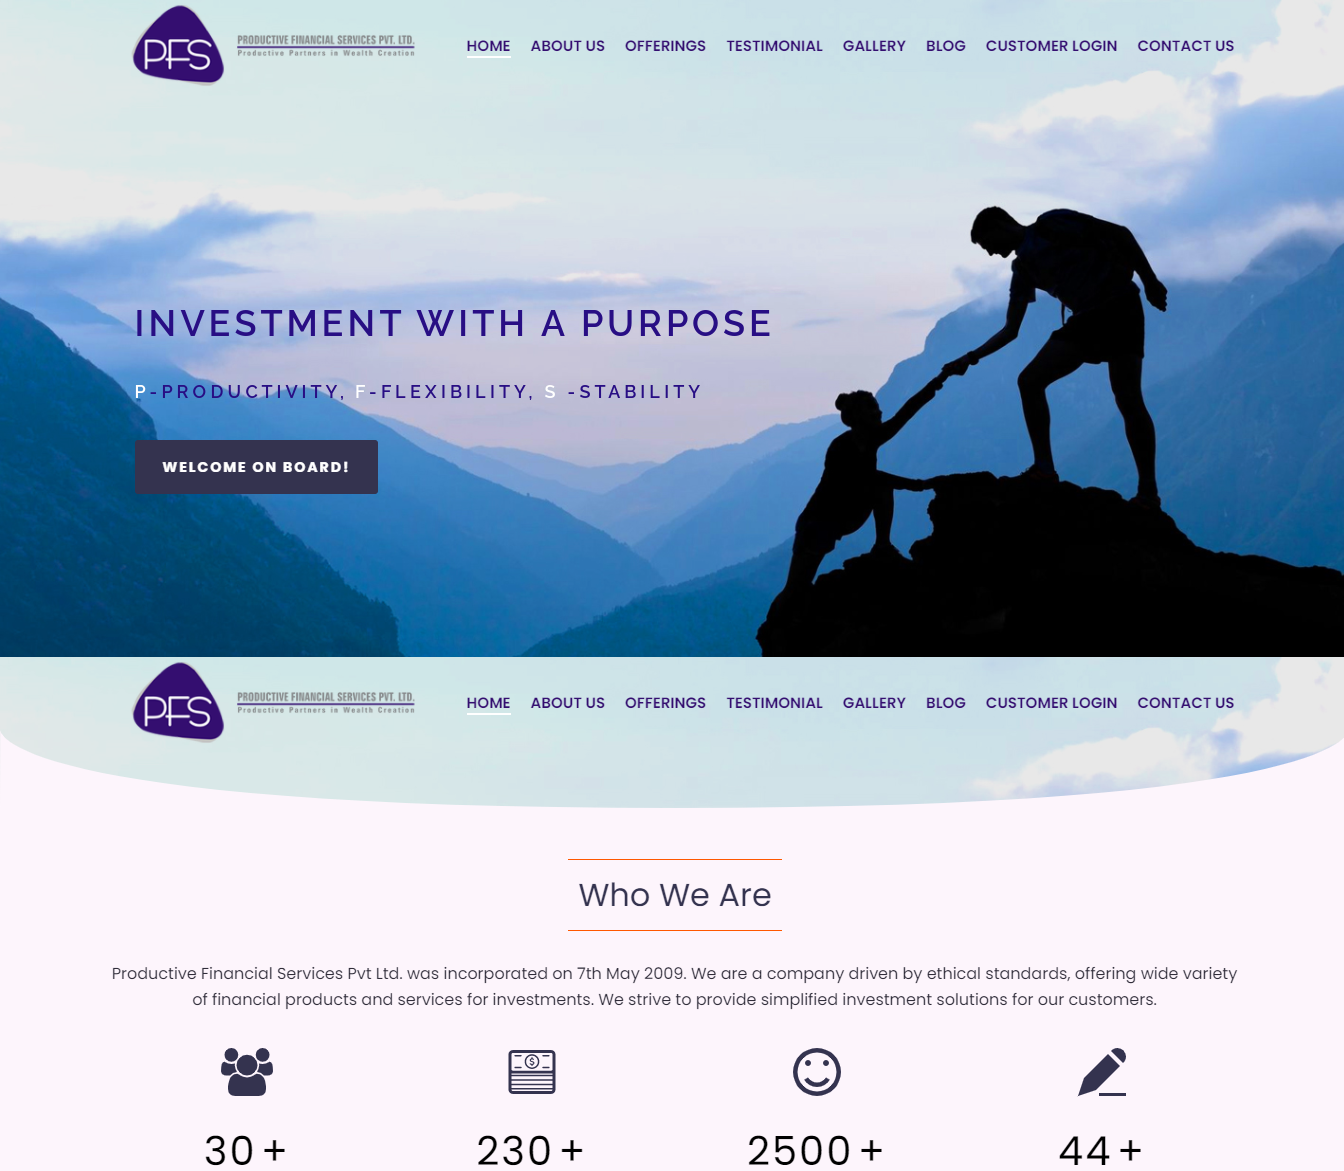 PFS
PRODUCTIVE FINANCIAL SERVICES PVT. LTD.
Productive Partners in Wealth Creation
HOME ABOUT US OFFERINGS TESTIMONIAL GALLERY BLOG CUSTOMER LOGIN CONTACT US
INVESTMENT WITH A PURPOSE
P-PRODUCTIVITY, F-FLEXIBILITY, S -STABILITY
WELCOME ON BOARD!
PFS
PRODUCTIVE FINANCIAL SERVICES PVT. LTD.
Productive Partners in Wealth Creation
HOME ABOUT US OFFERINGS TESTIMONIAL GALLERY BLOG CUSTOMER LOGIN CONTACT US
Who We Are
Productive Financial Services Pvt Ltd. was incorporated on 7th May 2009. We are a company driven by ethical standards, offering wide variety
of financial products and services for investments. We strive to provide simplified investment solutions for our customers.
30 + 230 + 2500 + 44 +